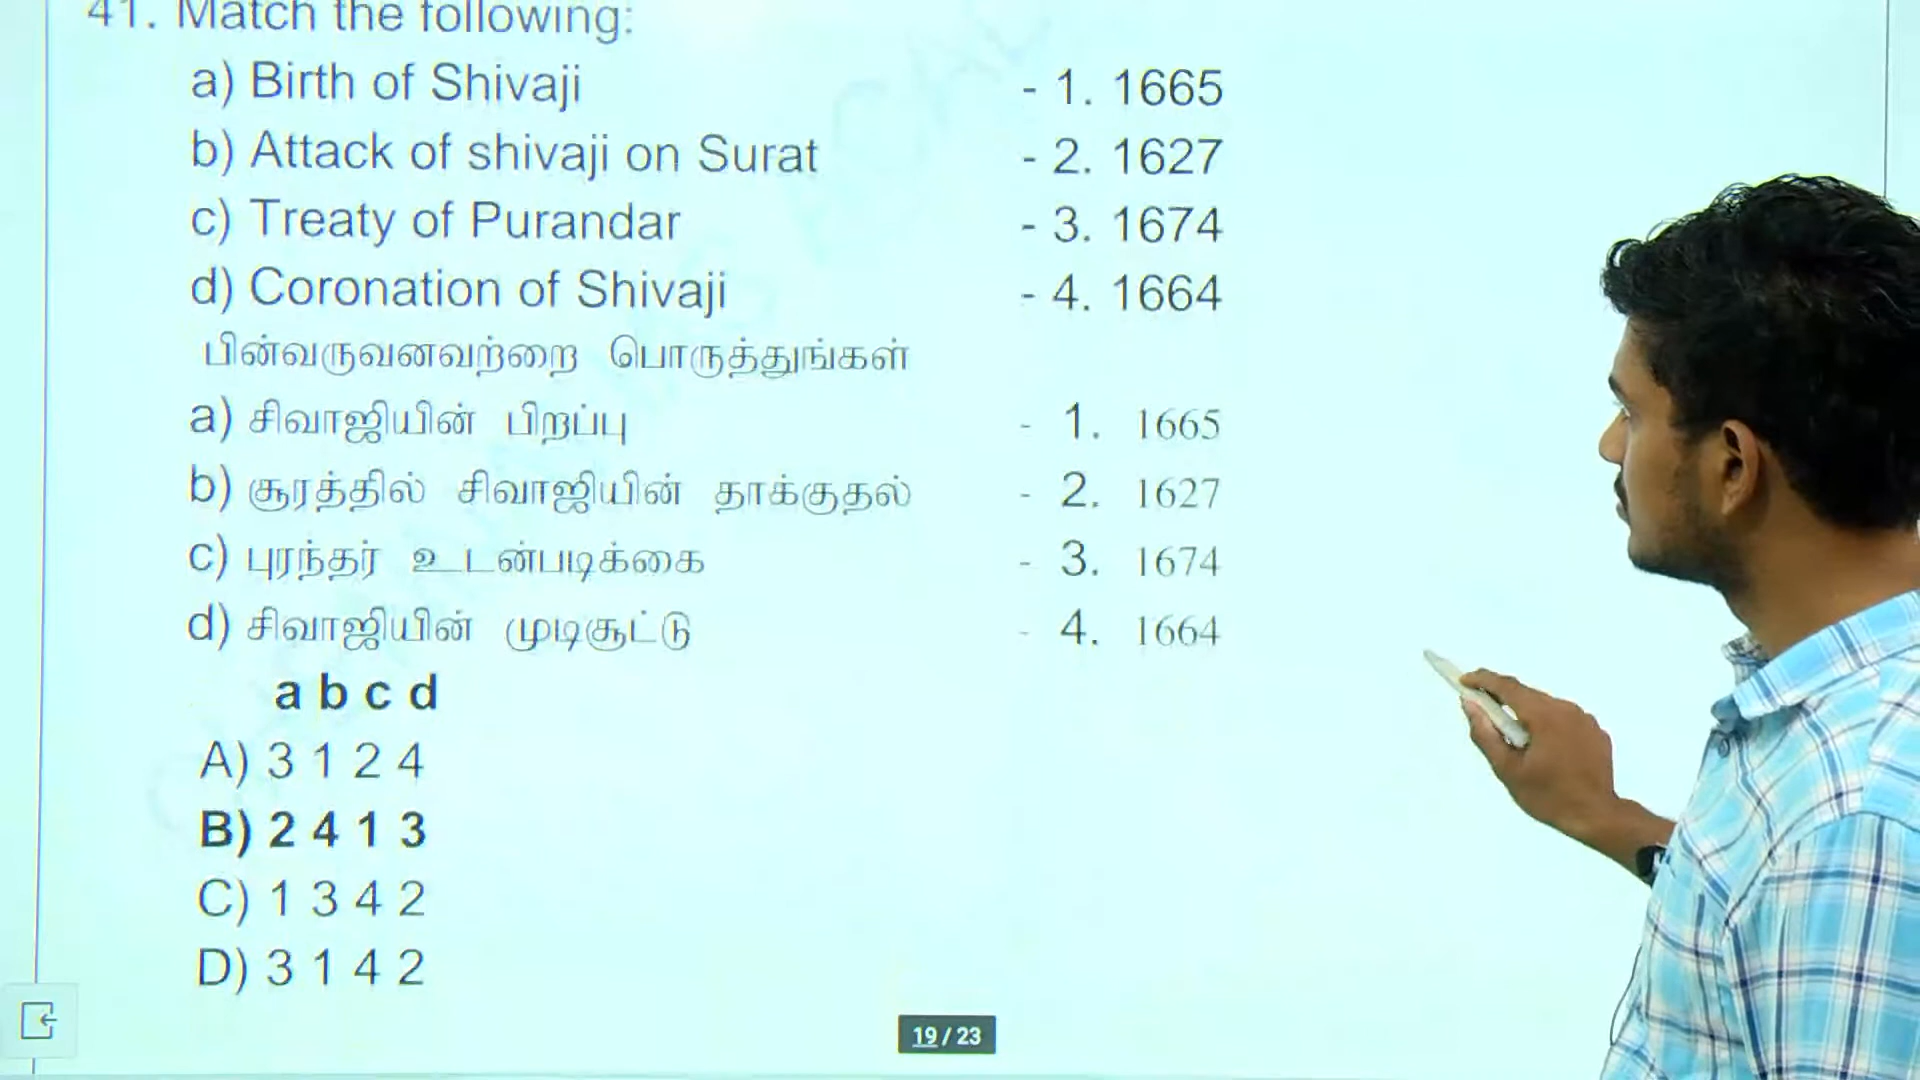 41. Match the following:
a) Birth of Shivaji - 1. 1665
b) Attack of shivaji on Surat - 2. 1627
c) Treaty of Purandar - 3. 1674
d) Coronation of Shivaji - 4. 1664
பின்வருவனவற்றை பொருத்துங்கள்
a) சிவாஜியின் பிறப்பு - 1. 1665
b) சூரத்தில் சிவாஜியின் தாக்குதல் - 2. 1627
c) புரந்தர் உடன்படிக்கை - 3. 1674
d) சிவாஜியின் முடிசூட்டு - 4. 1664
a b c d
A) 3 1 2 4
B) 2 4 1 3
C) 1 3 4 2
D) 3 1 4 2
19 / 23